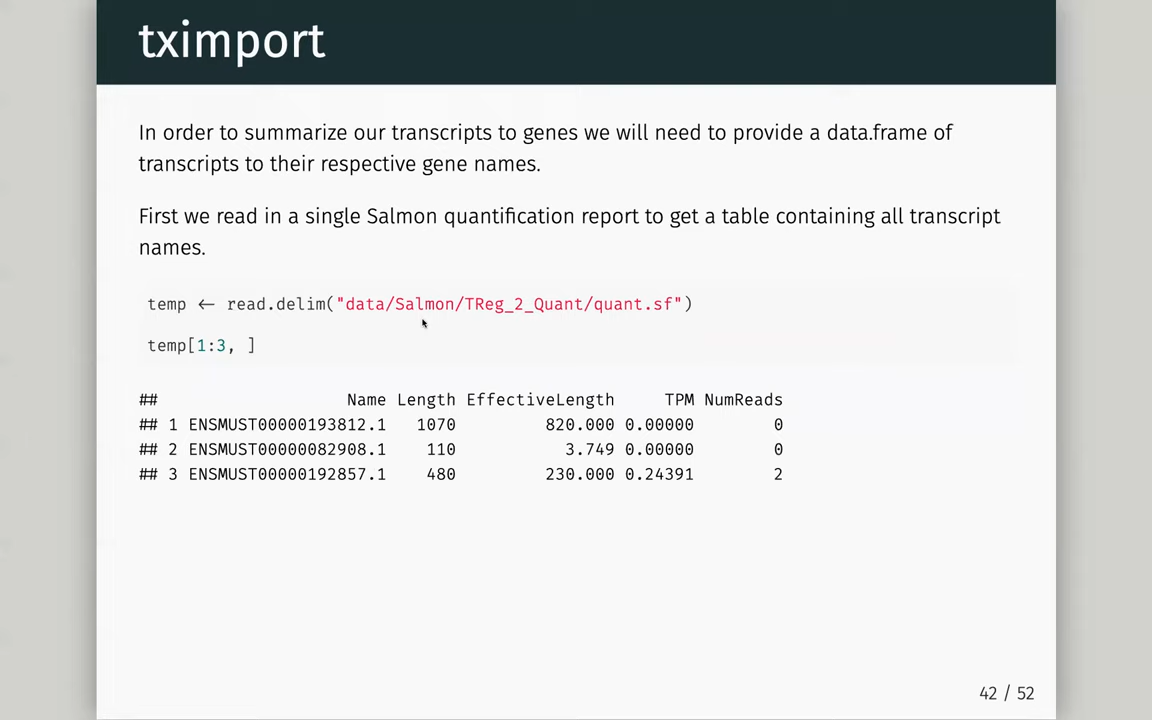 tximport
In order to summarize our transcripts to genes we will need to provide a data.frame of
transcripts to their respective gene names.
First we read in a single Salmon quantification report to get a table containing all transcript
names.
temp <- read.delim("data/Salmon/TReg_2_Quant/quant.sf")
temp[1:3, ]
##                   Name Length EffectiveLength     TPM NumReads
## 1 ENSMUST00000193812.1   1070         820.000 0.00000        0
## 2 ENSMUST00000082908.1    110           3.749 0.00000        0
## 3 ENSMUST00000192857.1    480         230.000 0.24391        2
42 / 52